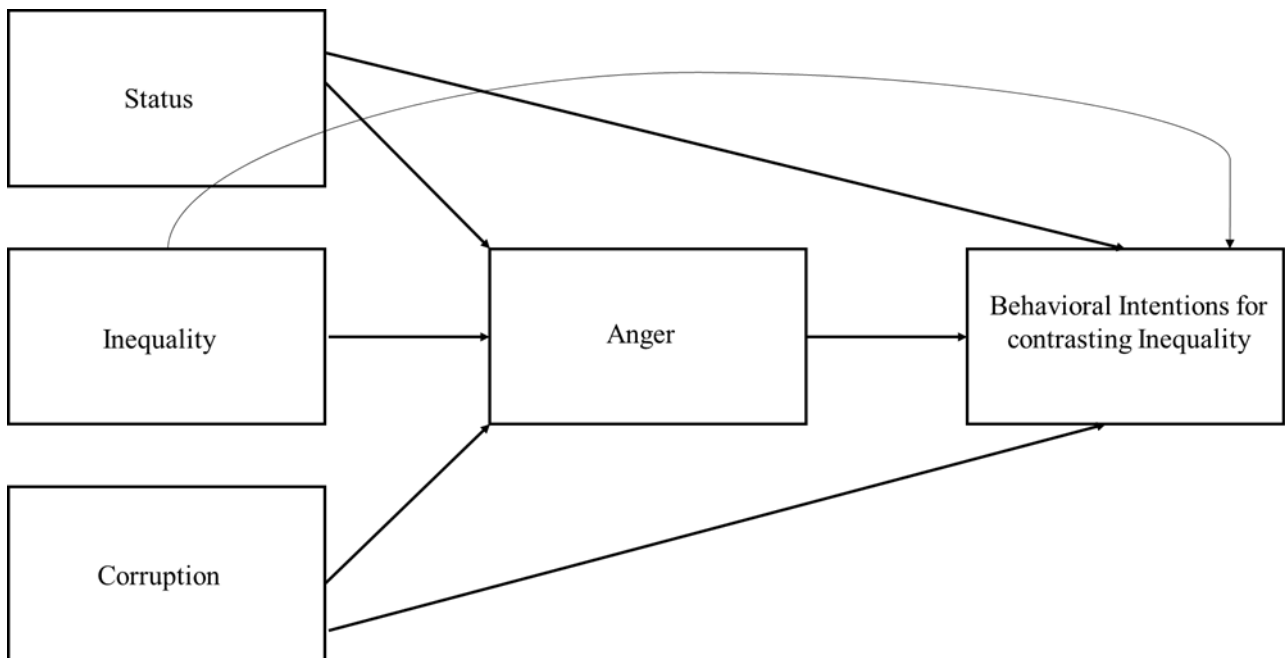 Status
Inequality
Anger
Behavioral Intentions for
contrasting Inequality
Corruption